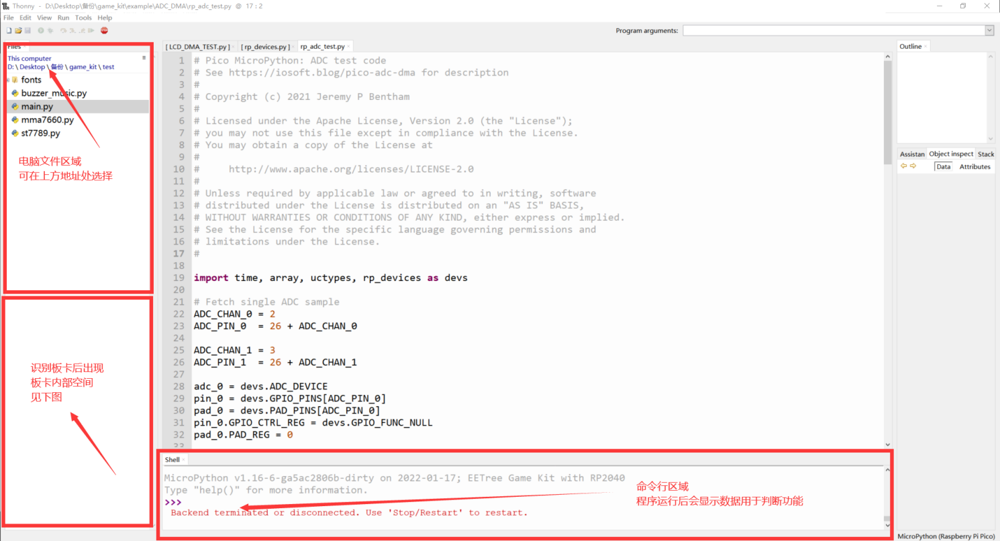 Thonny - D:\Desktop\备份\game_kit\example\ADC_DMA\rp_adc_test.py @ 17 : 2
File Edit View Run Tools Help
Program arguments:
Files
This computer
D: \ Desktop \ 备份 \ game_kit \ test
fonts
buzzer_music.py
main.py
mma7660.py
st7789.py
电脑文件区域
可在上方地址处选择
识别板卡后出现
板卡内部空间
见下图
[ LCD_DMA_TEST.py ] [ rp_devices.py ] rp_adc_test.py
1 # Pico MicroPython: ADC test code
2 # See https://iosoft.blog/pico-adc-dma for description
3 #
4 # Copyright (c) 2021 Jeremy P Bentham
5 #
6 # Licensed under the Apache License, Version 2.0 (the "License");
7 # you may not use this file except in compliance with the License.
8 # You may obtain a copy of the License at
9 #
10 #     http://www.apache.org/licenses/LICENSE-2.0
11 #
12 # Unless required by applicable law or agreed to in writing, software
13 # distributed under the License is distributed on an "AS IS" BASIS,
14 # WITHOUT WARRANTIES OR CONDITIONS OF ANY KIND, either express or implied.
15 # See the License for the specific language governing permissions and
16 # limitations under the License.
17 #
18
19 import time, array, uctypes, rp_devices as devs
20
21 # Fetch single ADC sample
22 ADC_CHAN_0 = 2
23 ADC_PIN_0  = 26 + ADC_CHAN_0
24
25 ADC_CHAN_1 = 3
26 ADC_PIN_1  = 26 + ADC_CHAN_1
27
28 adc_0 = devs.ADC_DEVICE
29 pin_0 = devs.GPIO_PINS[ADC_PIN_0]
30 pad_0 = devs.PAD_PINS[ADC_PIN_0]
31 pin_0.GPIO_CTRL_REG = devs.GPIO_FUNC_NULL
32 pad_0.PAD_REG = 0
33
Shell
MicroPython v1.16-6-ga5ac2806b-dirty on 2022-01-17; EETree Game Kit with RP2040
Type "help()" for more information.
>>>
Backend terminated or disconnected. Use 'Stop/Restart' to restart.
命令行区域
程序运行后会显示数据用于判断功能
Outline
Assistan Object inspect Stack
Data Attributes
MicroPython (Raspberry Pi Pico)